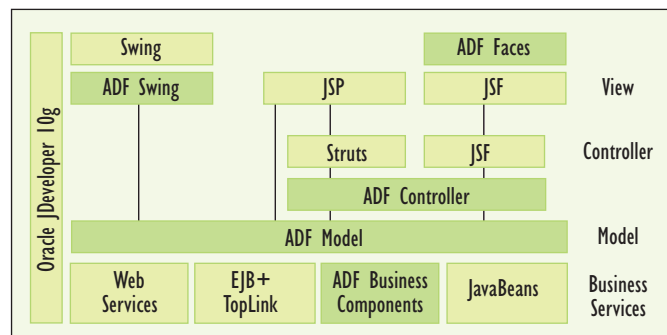 Oracle JDeveloper 10g
Swing
ADF Faces
ADF Swing
JSP
JSF
View
Struts
JSF
Controller
ADF Controller
ADF Model
Model
Web
Services
EJB+
TopLink
ADF Business
Components
JavaBeans
Business
Services